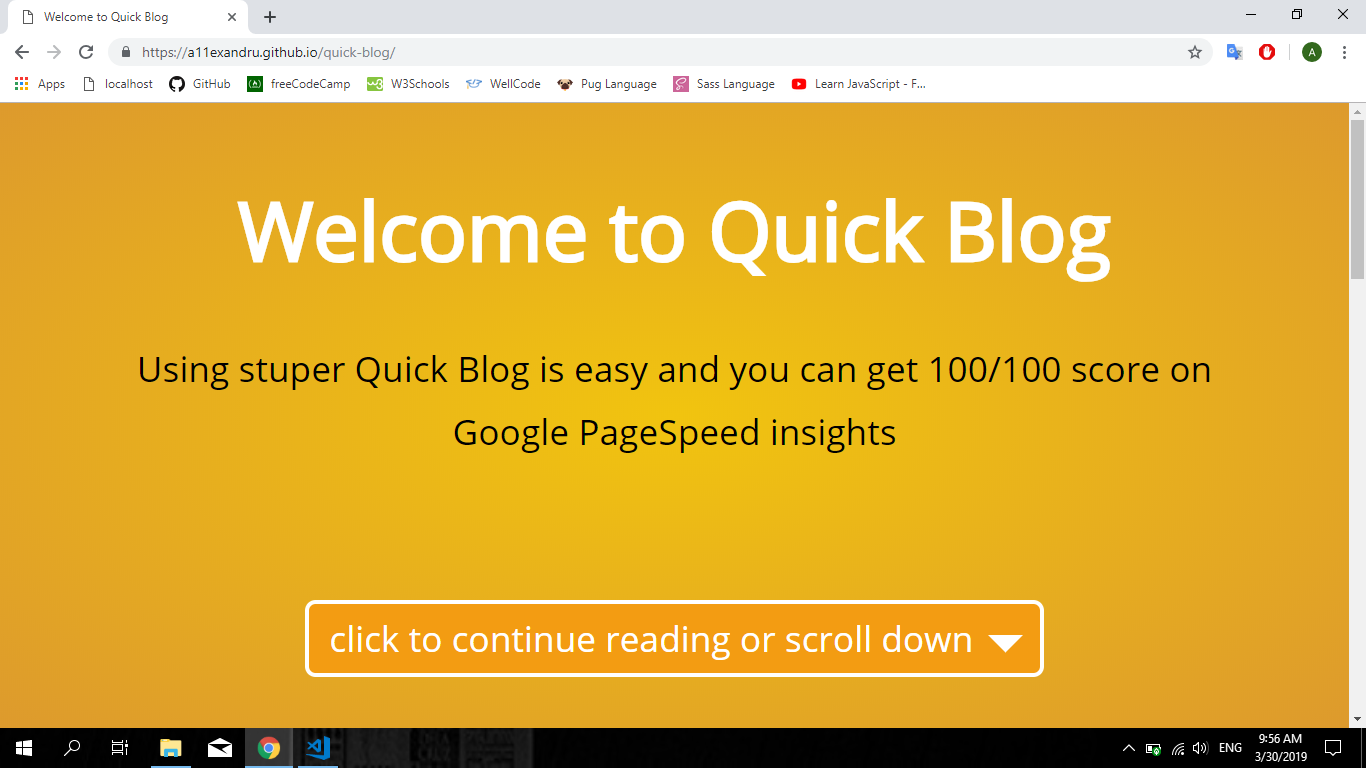 Welcome to Quick Blog
https://a11exandru.github.io/quick-blog/
A
Apps localhost GitHub freeCodeCamp W3Schools WellCode Pug Language Sass Language Learn JavaScript - F...
Welcome to Quick Blog
Using stuper Quick Blog is easy and you can get 100/100 score on
Google PageSpeed insights
click to continue reading or scroll down
ENG
9:56 AM
3/30/2019